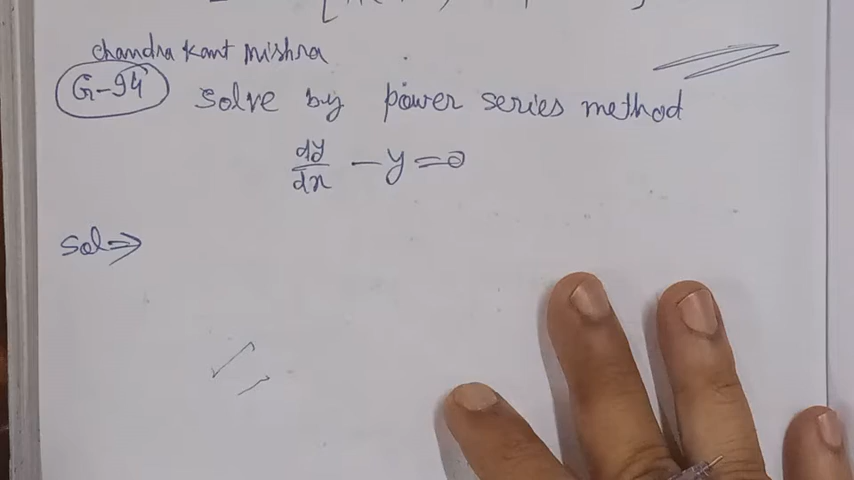 Chandra Kant Mishra
G-94 Solve by power series method
dy/dx - y = 0
Sol ⇒